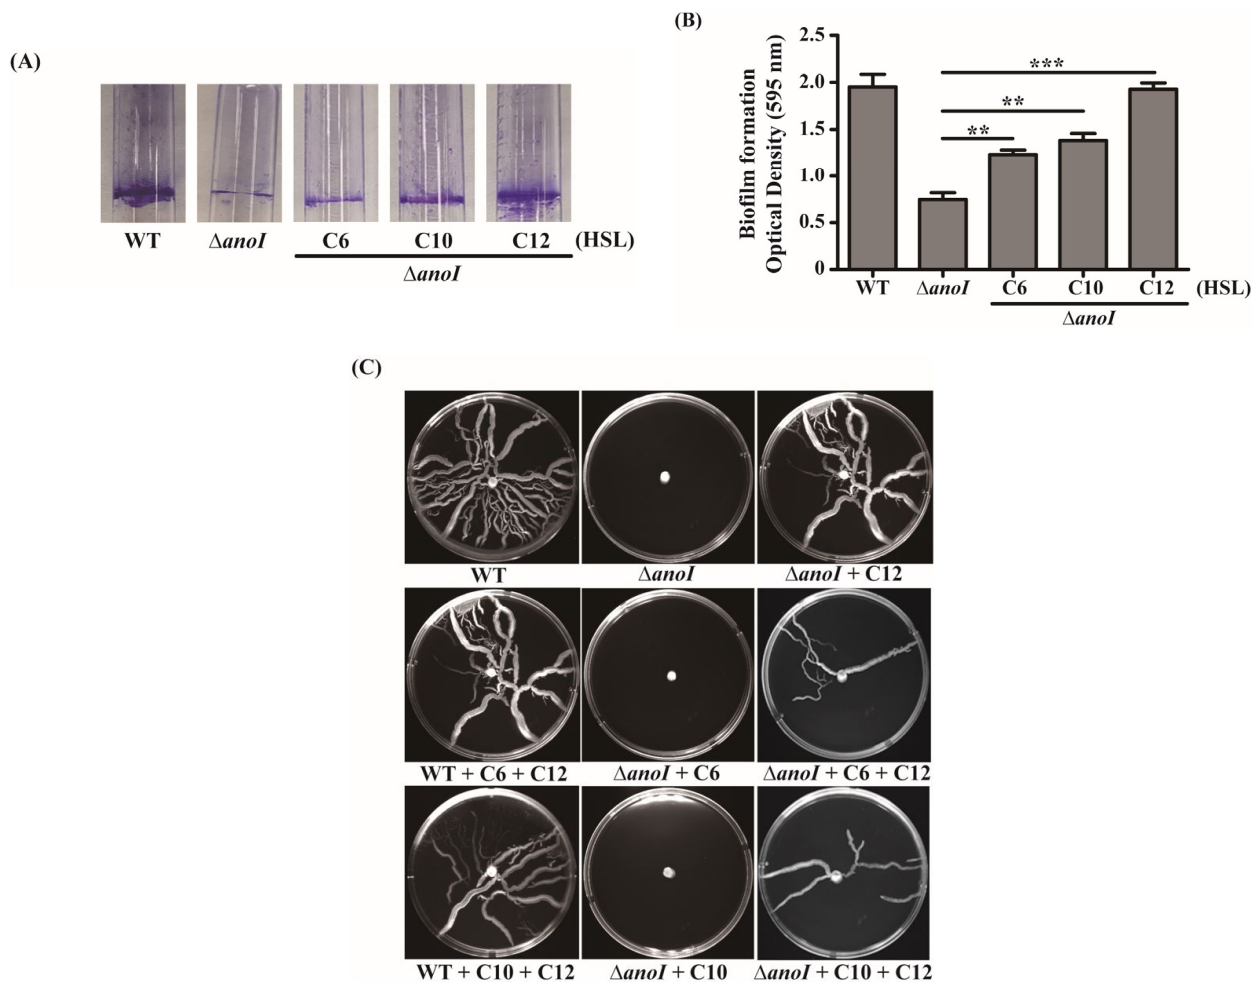 (A)
WT ΔanoI C6 C10 C12 (HSL)
ΔanoI
(B)
Biofilm formation
Optical Density (595 nm)
2.5
2.0
1.5
1.0
0.5
0
***
**
**
WT ΔanoI C6 C10 C12 (HSL)
ΔanoI
(C)
WT ΔanoI ΔanoI + C12
WT + C6 + C12 ΔanoI + C6 ΔanoI + C6 + C12
WT + C10 + C12 ΔanoI + C10 ΔanoI + C10 + C12